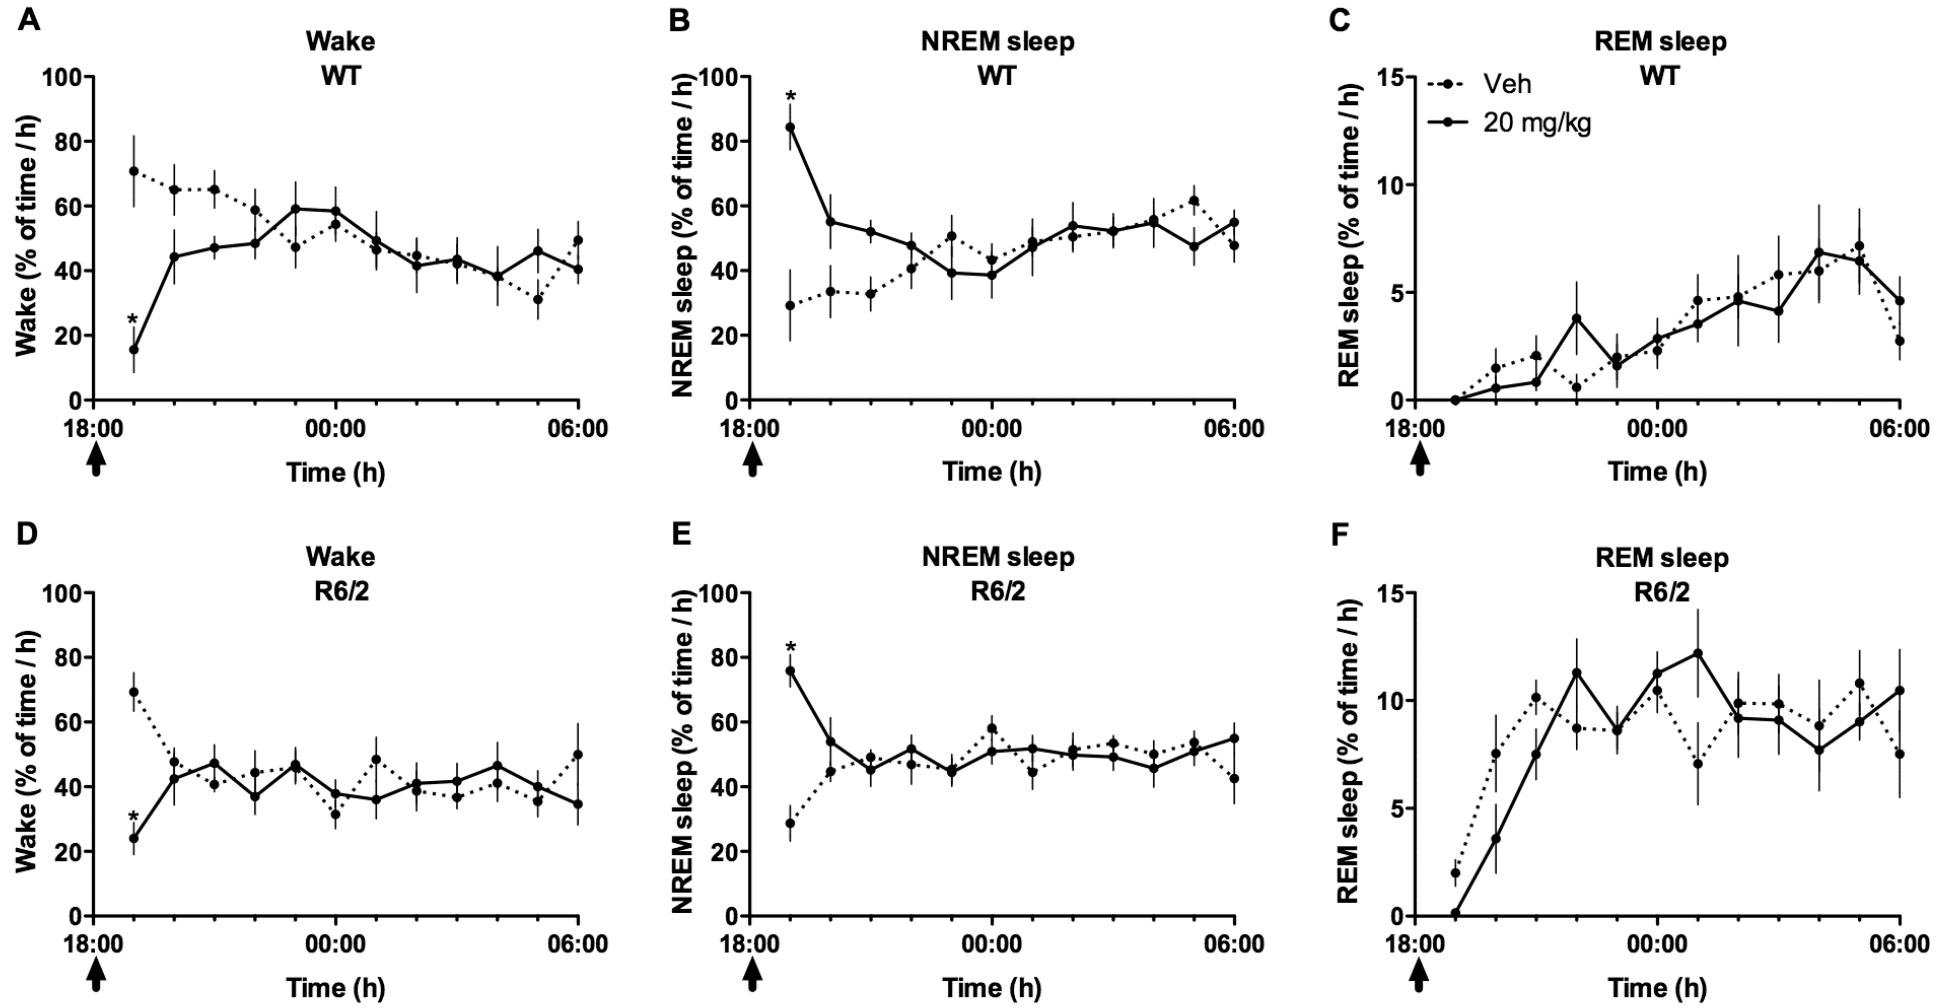 A
Wake
WT
Wake (% of time / h)
100
80
60
40
20
0
*
18:00
00:00
06:00
Time (h)
B
NREM sleep
WT
NREM sleep (% of time / h)
100
80
60
40
20
0
*
18:00
00:00
06:00
Time (h)
C
REM sleep
WT
REM sleep (% of time / h)
15
10
5
0
Veh
20 mg/kg
18:00
00:00
06:00
Time (h)
D
Wake
R6/2
Wake (% of time / h)
100
80
60
40
20
0
*
18:00
00:00
06:00
Time (h)
E
NREM sleep
R6/2
NREM sleep (% of time / h)
100
80
60
40
20
0
*
18:00
00:00
06:00
Time (h)
F
REM sleep
R6/2
REM sleep (% of time / h)
15
10
5
0
18:00
00:00
06:00
Time (h)